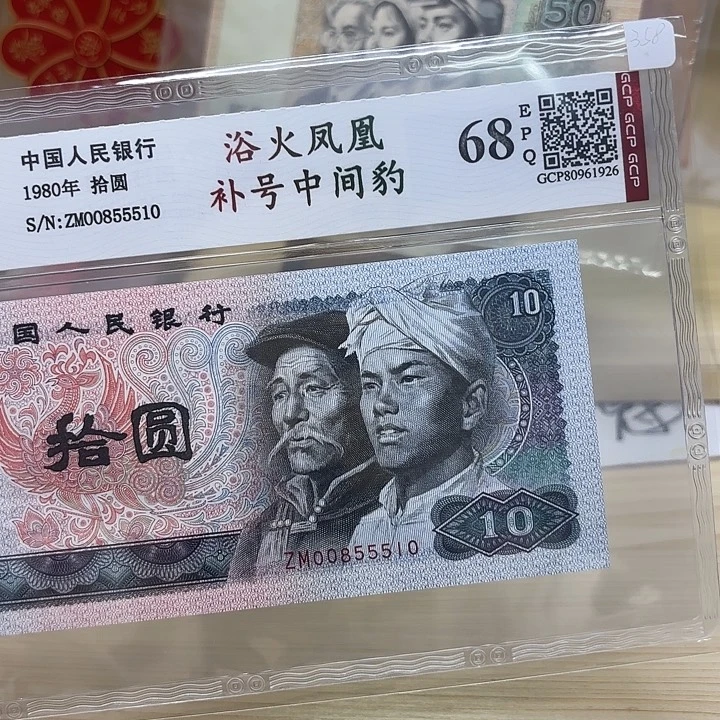 50
358
中国人民银行
1980年 拾圆
S/N:ZM00855510
浴火凤凰
补号中间豹
68
EPQ
GCP80961926
GCP GCP GCP
国人民银行
10
拾圆
10
ZM00855510